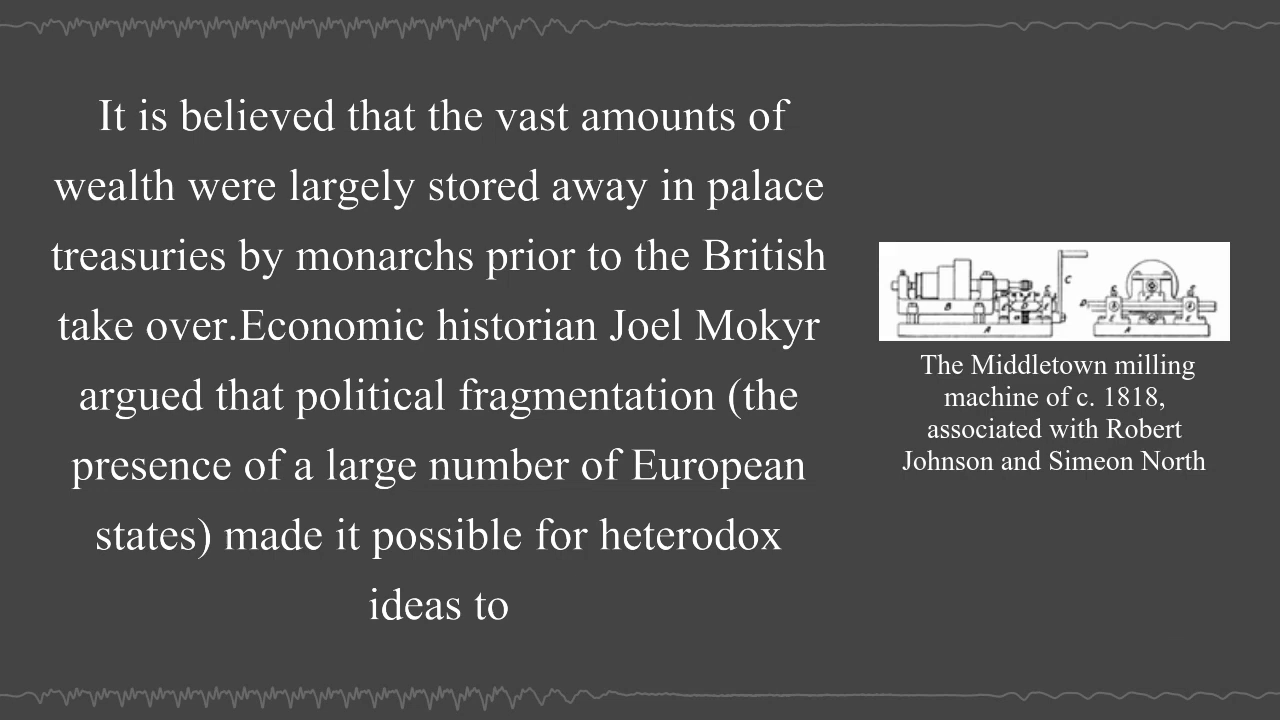 It is believed that the vast amounts of
wealth were largely stored away in palace
treasuries by monarchs prior to the British
take over.Economic historian Joel Mokyr
argued that political fragmentation (the
presence of a large number of European
states) made it possible for heterodox
ideas to
The Middletown milling
machine of c. 1818,
associated with Robert
Johnson and Simeon North